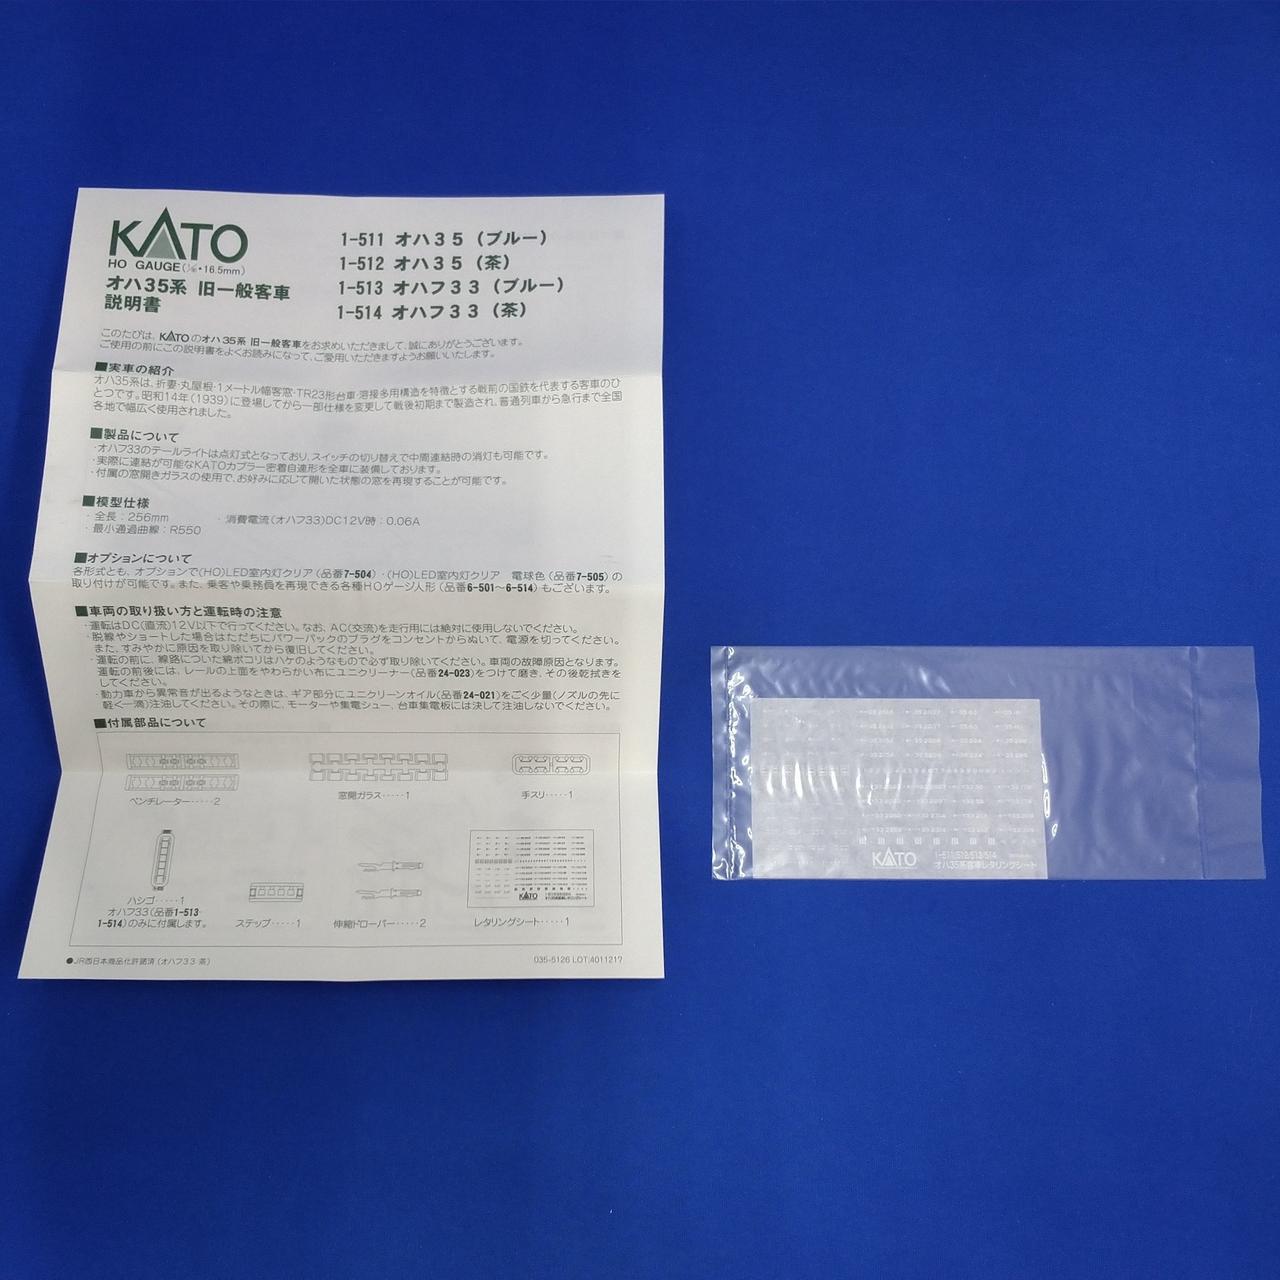 KATO
HO GAUGE(1/80・16.5mm)
オハ35系 旧一般客車
説明書
1-511 オハ35（ブルー）
1-512 オハ35（茶）
1-513 オハフ33（ブルー）
1-514 オハフ33（茶）
このたびは、KATOのオハ35系 旧一般客車をお求めいただきまして、誠にありがとうございます。
ご使用の前にこの説明書をよくお読みになって、ご愛用いただきますようお願いいたします。
■実車の紹介
オハ35系は、折妻・丸屋根・1メートル幅客窓・TR23形台車・溶接多用構造を特徴とする戦前の国鉄を代表する客車のひ
とつです。昭和14年(1939)に登場してから一部仕様を変更して戦後初期まで製造され、普通列車から急行まで全国
各地で幅広く使用されました。
■製品について
・オハフ33のテールライトは点灯式となっており、スイッチの切り替えで中間連結時の消灯も可能です。
・実際に連結が可能なKATOカプラー密着自連形を全車に装備しております。
・付属の窓開きガラスの使用で、お好みに応じて開いた状態の窓を再現することが可能です。
■模型仕様
・全長：256mm ・消費電流(オハフ33)DC12V時：0.06A
・最小通過曲線：R550
■オプションについて
各形式とも、オプションで(HO)LED室内灯クリア(品番7-504)・(HO)LED室内灯クリア 電球色(品番7-505)の
取り付けが可能です。また、乗客や乗務員を再現できる各種HOゲージ人形(品番6-501～6-514)もございます。
■車両の取り扱い方と運転時の注意
・運転はDC(直流)12V以下で行ってください。なお、AC(交流)を走行用には絶対に使用しないでください。
・脱線やショートした場合はただちにパワーパックのプラグをコンセントからぬいて、電源を切ってください。
また、すみやかに原因を取り除いてから復旧してください。
・運転の前に、線路についた綿ボコリはハケのようなもので必ず取り除いてください。車両の故障原因となります。
運転の前後には、レールの上面をやわらかい布にユニクリーナー(品番24-023)をつけて磨き、その後乾拭きを
してください。
・動力車から異常音が出るようなときは、ギア部分にユニクリーンオイル(品番24-021)をごく少量(ノズルの先に
軽く一滴)注油してください。その際に、モーターや集電シュー、台車集電板には決して注油しないでください。
■付属部品について
ベンチレーター‥‥‥2
窓開ガラス‥‥‥1
手スリ‥‥‥1
ハシゴ‥‥‥1
オハフ33(品番1-513・
1-514)のみに付属します。
ステップ‥‥‥1
伸縮ドローバー‥‥‥2
KATO
レタリングシート‥‥‥1
●JR西日本商品化許諾済(オハフ33 茶)
035-5126 LOT|4011217
KATO
1-511/512/513/514
オハ35系客車レタリングシート